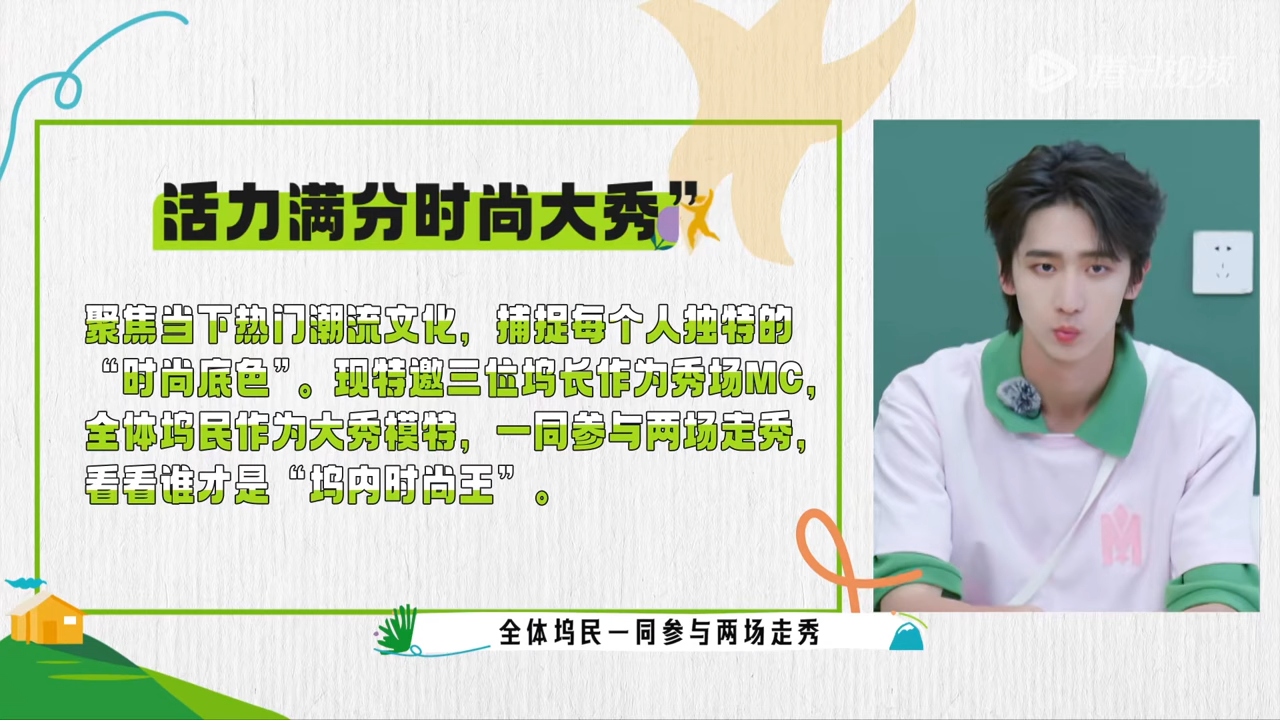 腾讯视频
活力满分时尚大秀”
聚焦当下热门潮流文化，捕捉每个人独特的
“时尚底色”。现特邀三位坞长作为秀场MC，
全体坞民作为大秀模特，一同参与两场走秀，
看看谁才是“坞内时尚王”。
全体坞民一同参与两场走秀